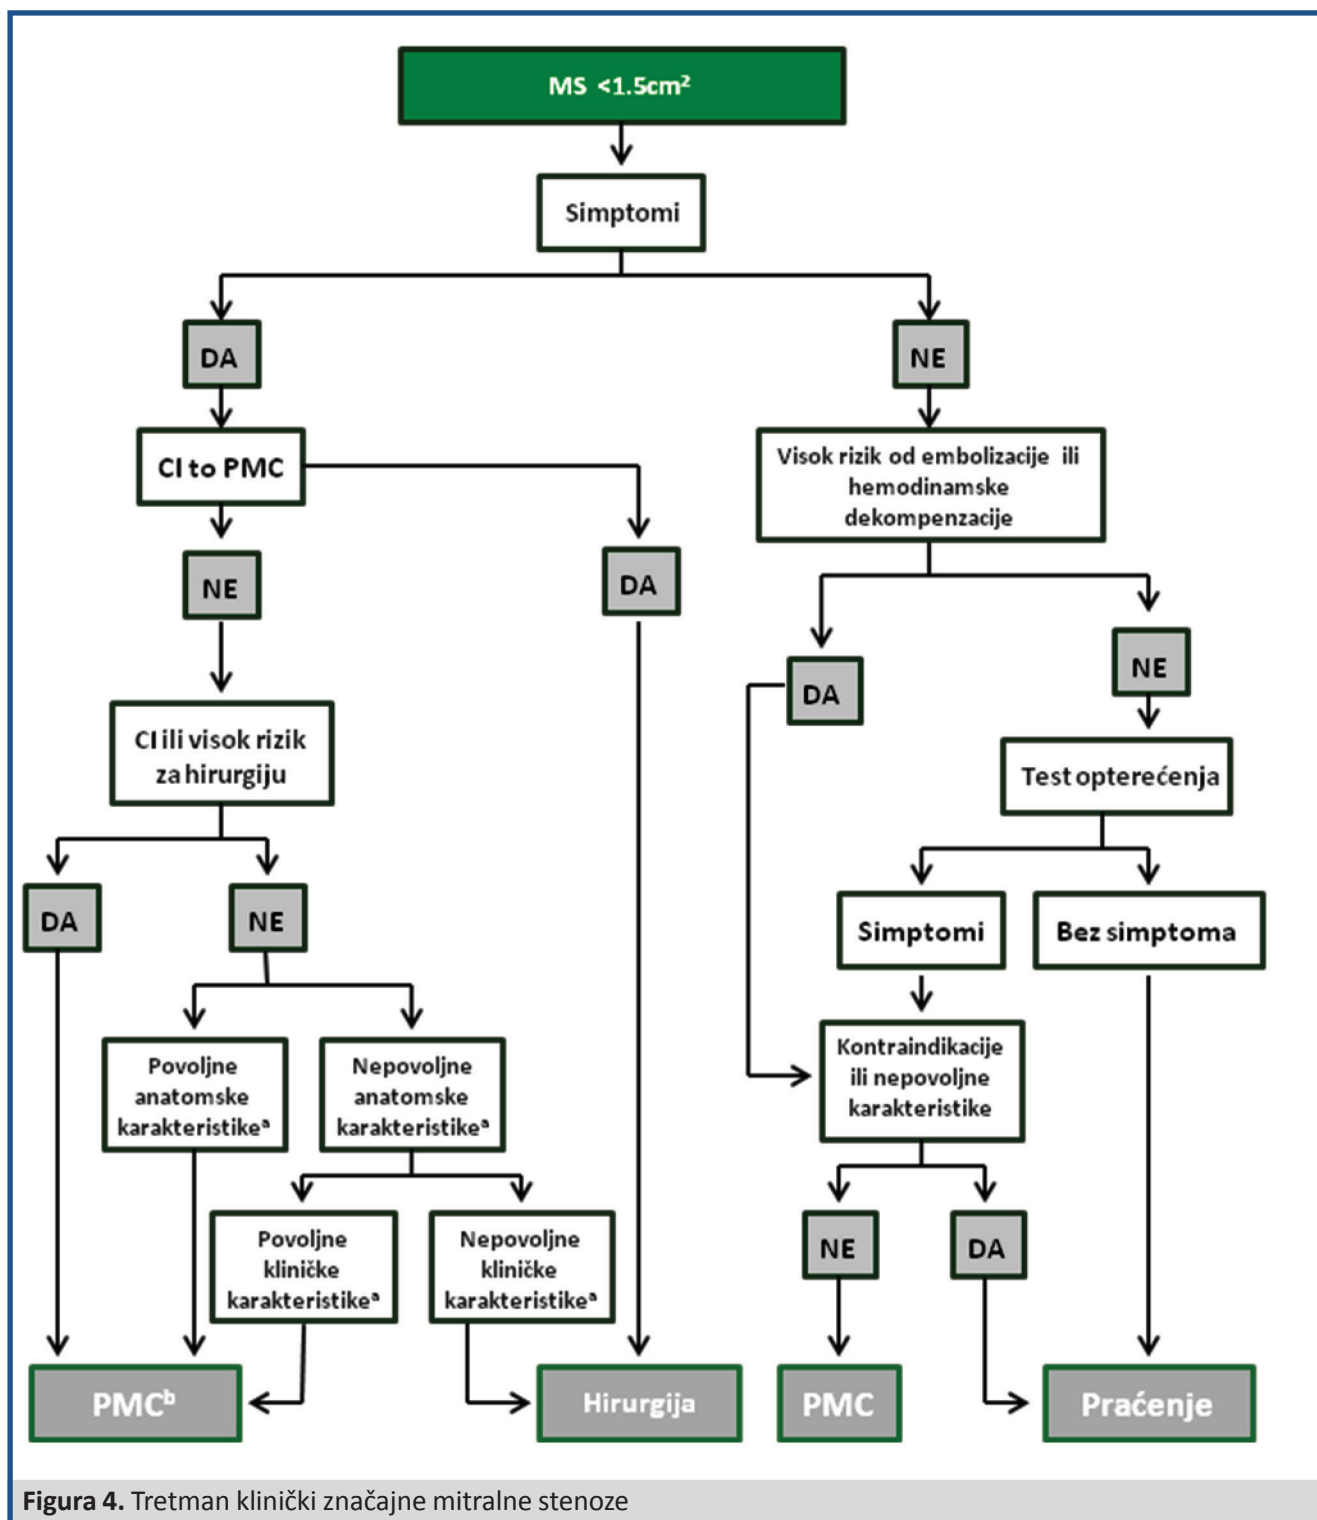 MS <1.5cm²
Simptomi
DA
NE
CI to PMC
Visok rizik od embolizacije ili
hemodinamske
dekompenzacije
NE
DA
DA
NE
CI ili visok rizik
za hirurgiju
Test opterećenja
DA
NE
Simptomi
Bez simptoma
Povoljne
anatomske
karakteristikeᵃ
Nepovoljne
anatomske
karakteristikeᵃ
Kontraindikacije
ili nepovoljne
karakteristike
Povoljne
kliničke
karakteristikeᵃ
Nepovoljne
kliničke
karakteristikeᵃ
NE
DA
PMCᵇ
Hirurgija
PMC
Praćenje
Figura 4. Tretman klinički značajne mitralne stenoze